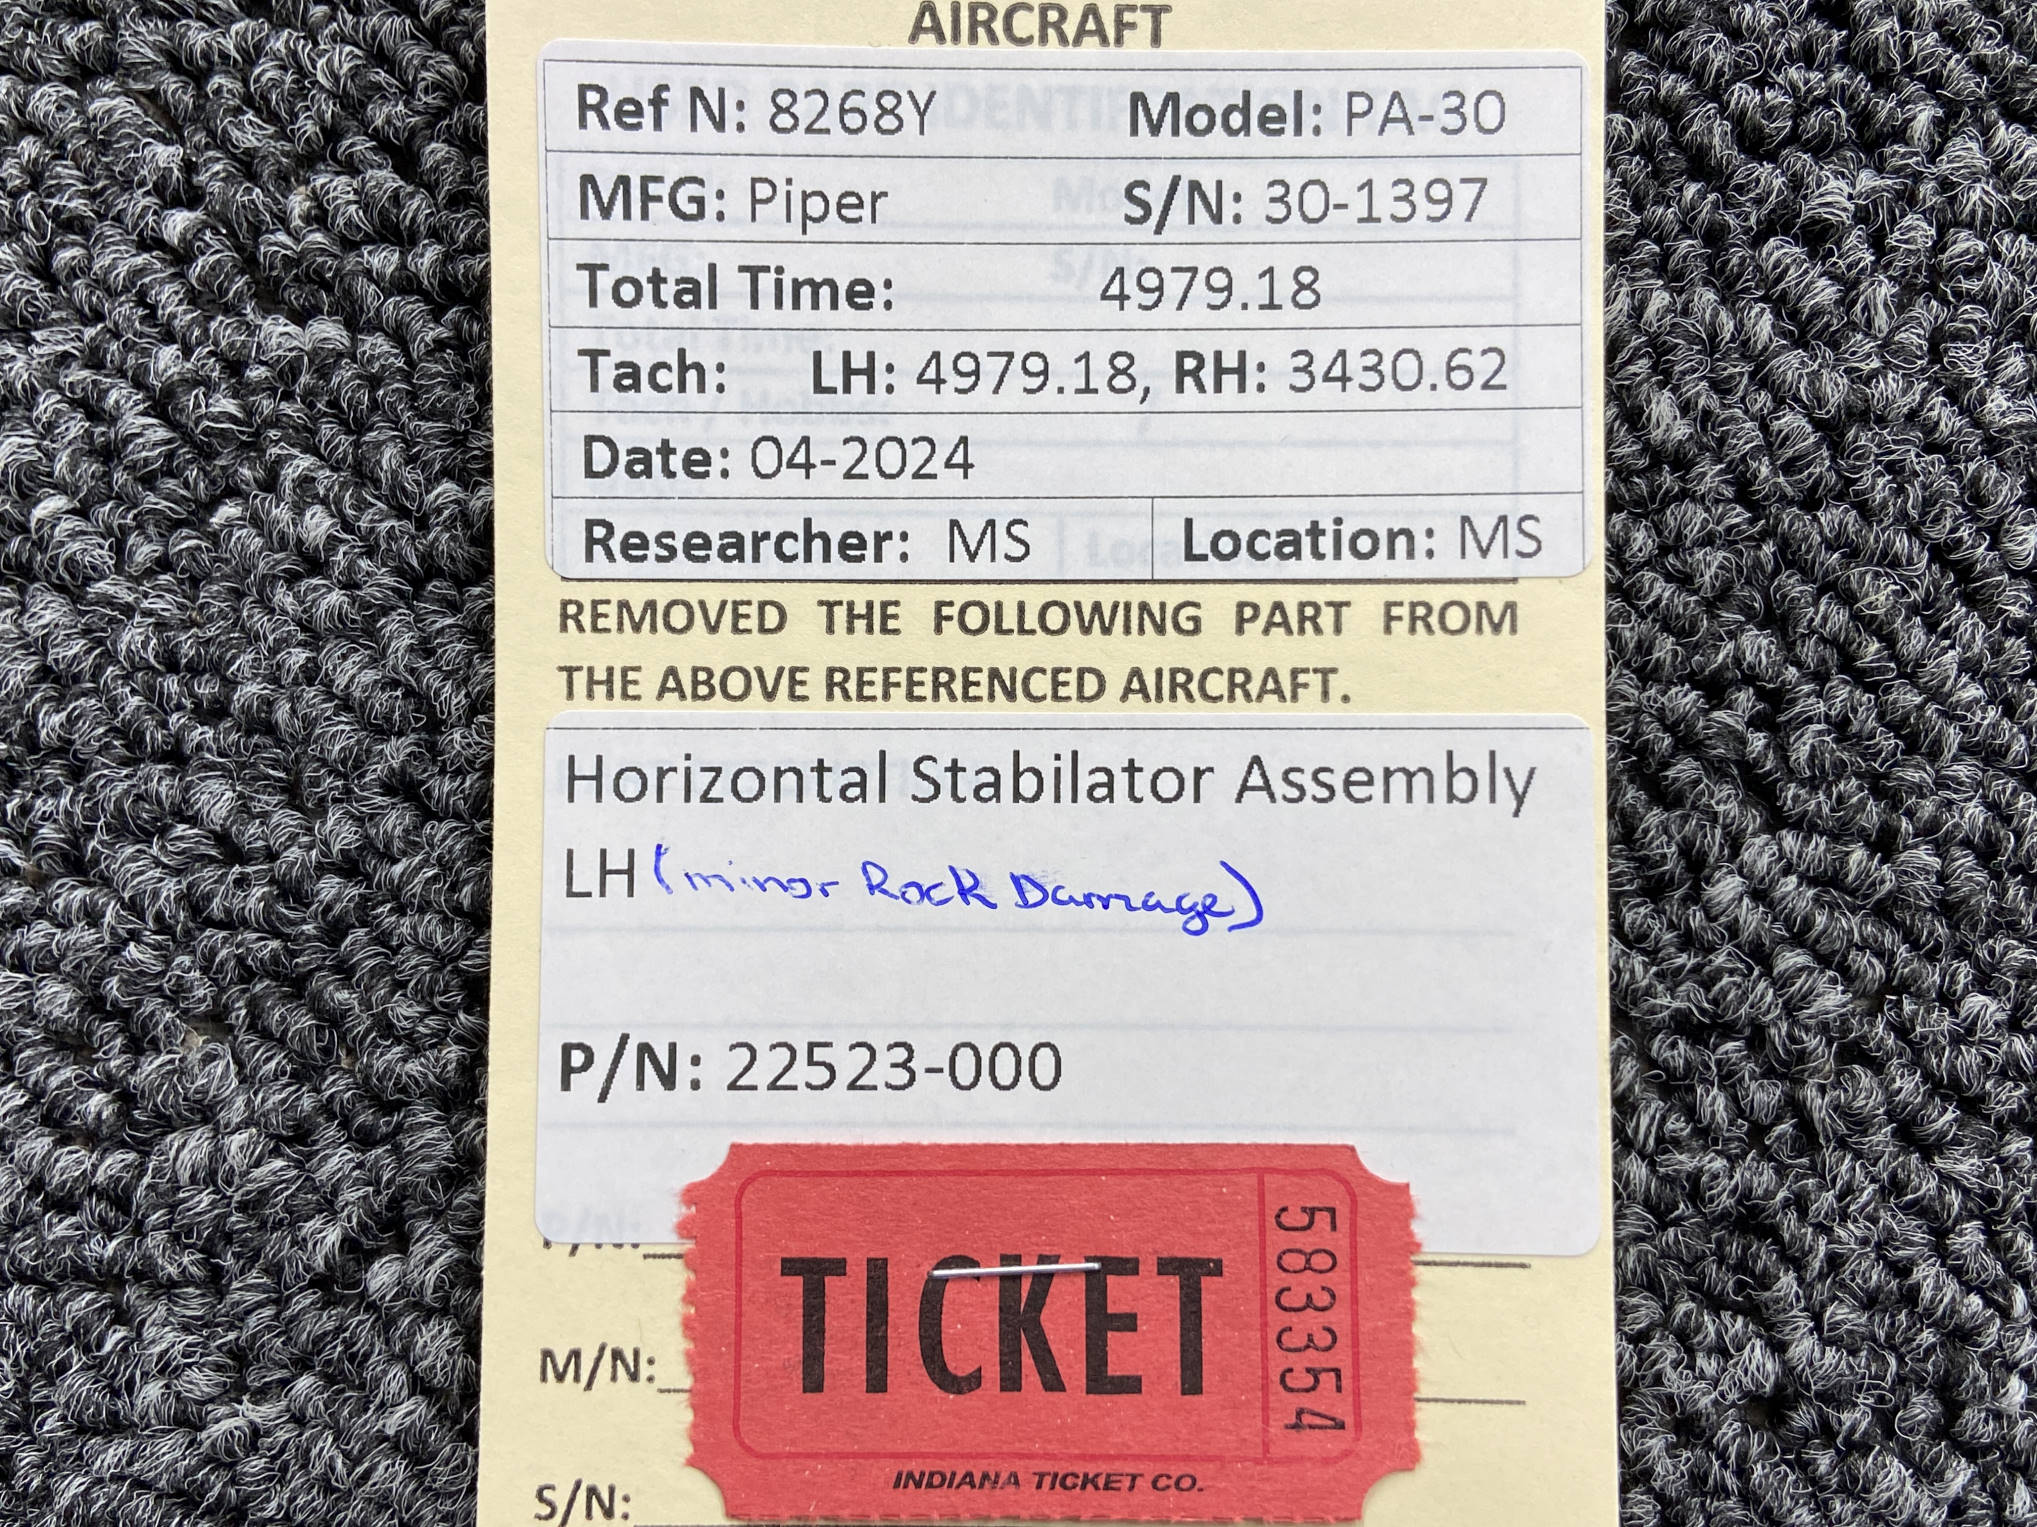 AIRCRAFT
Ref N: 8268Y Model: PA-30
MFG: Piper S/N: 30-1397
Total Time: 4979.18
Tach: LH: 4979.18, RH: 3430.62
Date: 04-2024
Researcher: MS Location: MS
REMOVED THE FOLLOWING PART FROM
THE ABOVE REFERENCED AIRCRAFT.
Horizontal Stabilator Assembly
LH (minor Rock Damage)
P/N: 22523-000
P/N:
TICKET
583354
M/N:
INDIANA TICKET CO.
S/N: